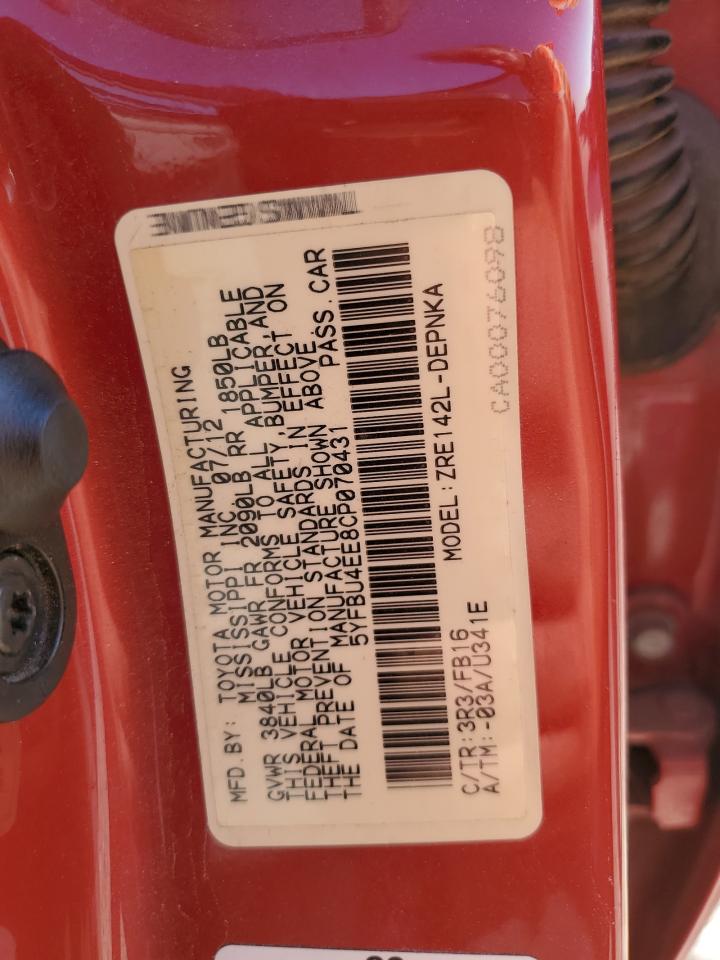 MFD.BY: TOYOTA MOTOR MANUFACTURING
MISSISSIPPI INC. 07/12
GVWR 3840LB GAWR FR 2090LB RR 1850LB
THIS VEHICLE CONFORMS TO ALL APPLICABLE
FEDERAL MOTOR VEHICLE SAFETY, BUMPER, AND
THEFT PREVENTION STANDARDS IN EFFECT ON
THE DATE OF MANUFACTURE SHOWN ABOVE.
5YFBU4EE8CP070431 PASS.CAR
MODEL:ZRE142L-DEPNKA
C/TR:3R3/FB16
A/TM:-03A/U341E
CA00076098